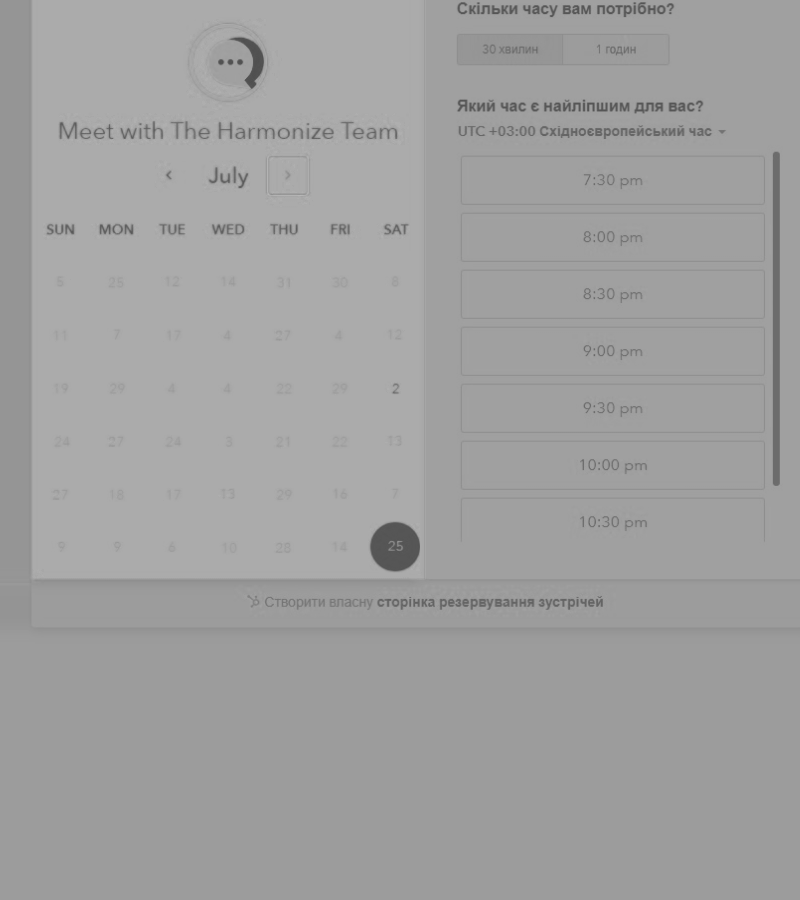 Meet with The Harmonize Team
July
SUN MON TUE WED THU FRI SAT
5 25 12 14 31 30
11 7 17 4 27 4 12
19 29 4 4 22 29 2
24 27 24 3 21 22 13
27 18 17 13 29 16 7
9 9 6 10 28 14 25
Скільки часу вам потрібно?
30 хвилин 1 годин
Який час є найліпшим для вас?
UTC +03:00 Східноєвропейський час
7:30 pm
8:00 pm
8:30 pm
9:00 pm
9:30 pm
10:00 pm
10:30 pm
Створити власну сторінка резервування зустрічей